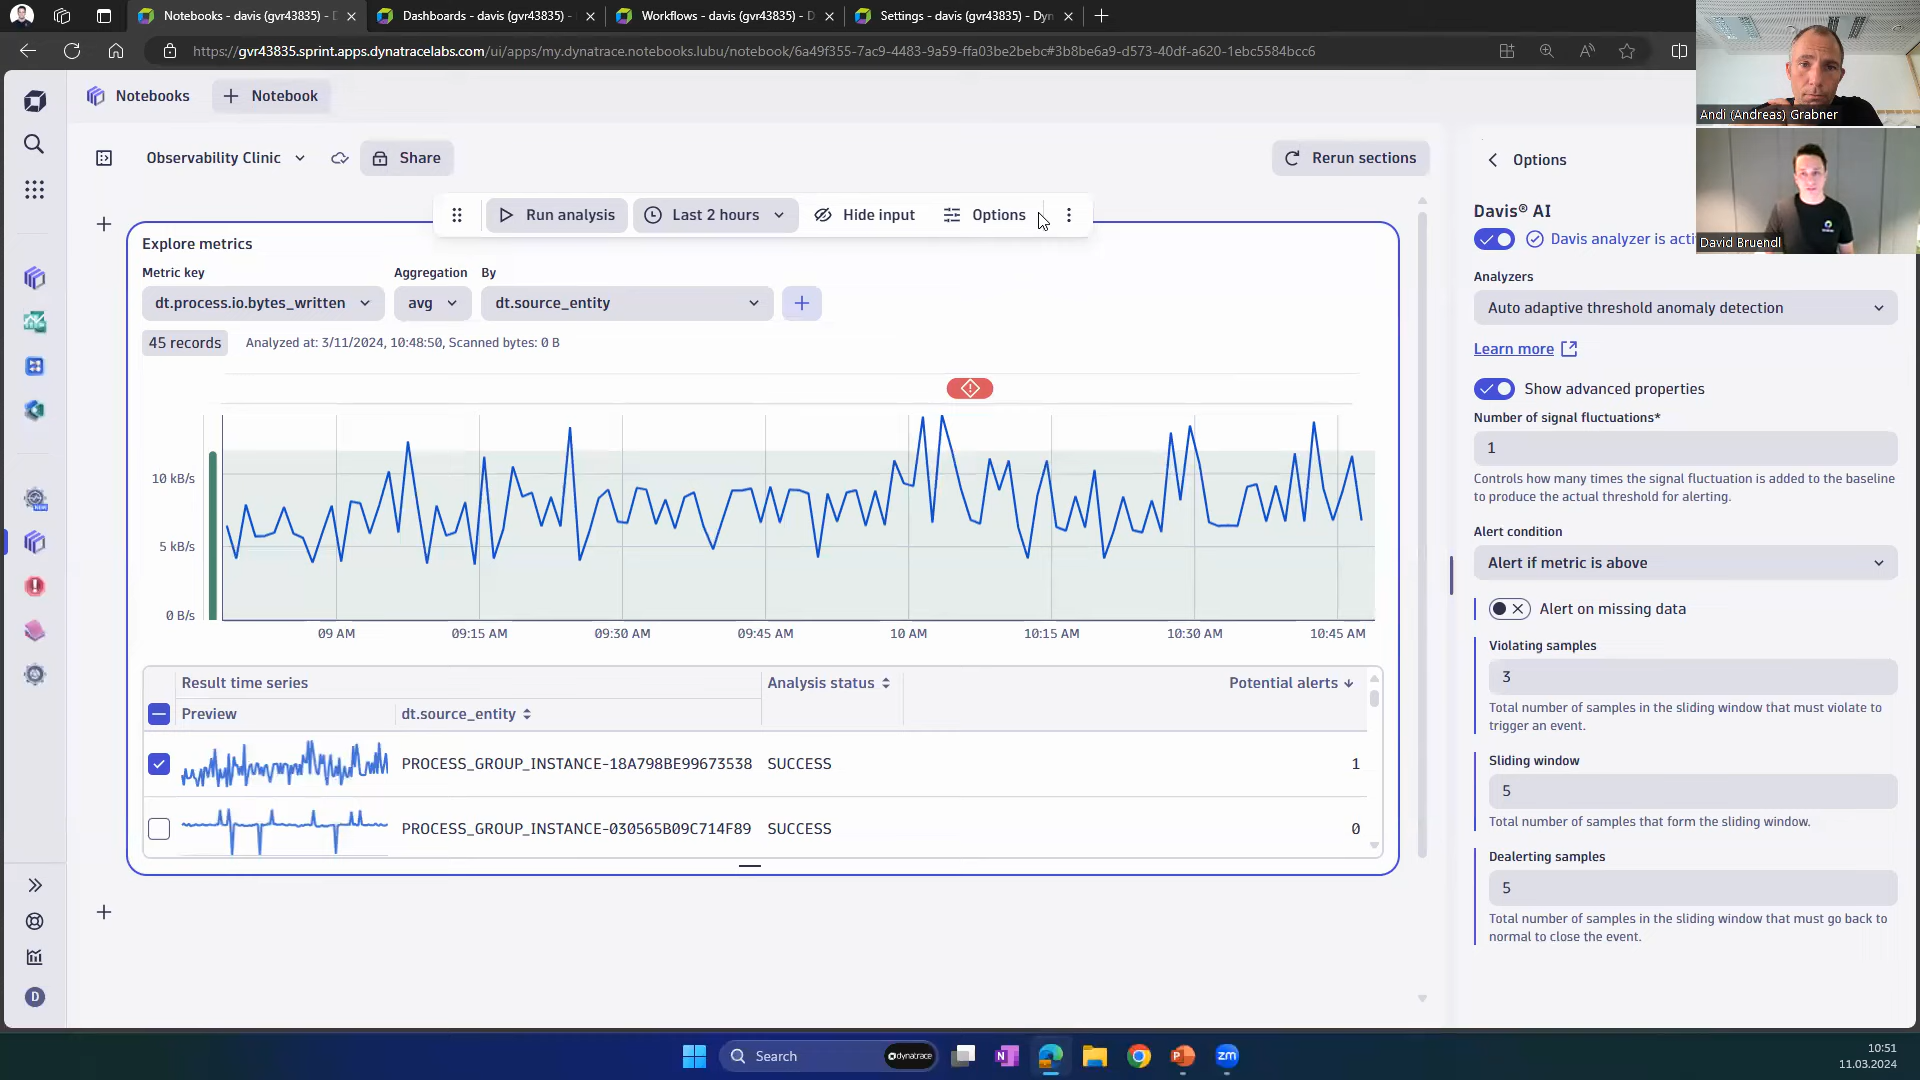 Notebooks - davis (gvr43835) - D
Dashboards - davis (gvr43835) -
Workflows - davis (gvr43835) - D
Settings - davis (gvr43835) - Dyn
https://gvr43835.sprint.apps.dynatracelabs.com/ui/apps/my.dynatrace.notebooks.lubu/notebook/6a49f355-7ac9-4483-9a59-ffa03be2bebc#3b8be6a9-d573-40df-a620-1ebc5584bcc6
Andi (Andreas) Grabner
David Bruendl
Notebooks
Notebook
Observability Clinic
Share
Rerun sections
Run analysis
Last 2 hours
Hide input
Options
Explore metrics
Metric key
Aggregation
By
dt.process.io.bytes_written
avg
dt.source_entity
45 records
Analyzed at: 3/11/2024, 10:48:50, Scanned bytes: 0 B
10 kB/s
5 kB/s
0 B/s
09 AM
09:15 AM
09:30 AM
09:45 AM
10 AM
10:15 AM
10:30 AM
10:45 AM
Result time series
Analysis status
Potential alerts
Preview
dt.source_entity
PROCESS_GROUP_INSTANCE-18A798BE99673538
SUCCESS
1
PROCESS_GROUP_INSTANCE-030565B09C714F89
SUCCESS
0
Options
Davis® AI
Davis analyzer is acti
Analyzers
Auto adaptive threshold anomaly detection
Learn more
Show advanced properties
Number of signal fluctuations*
1
Controls how many times the signal fluctuation is added to the baseline
to produce the actual threshold for alerting.
Alert condition
Alert if metric is above
Alert on missing data
Violating samples
3
Total number of samples in the sliding window that must violate to
trigger an event.
Sliding window
5
Total number of samples that form the sliding window.
Dealerting samples
5
Total number of samples in the sliding window that must go back to
normal to close the event.
NEW
D
Search
dynatrace
zm
10:51
11.03.2024